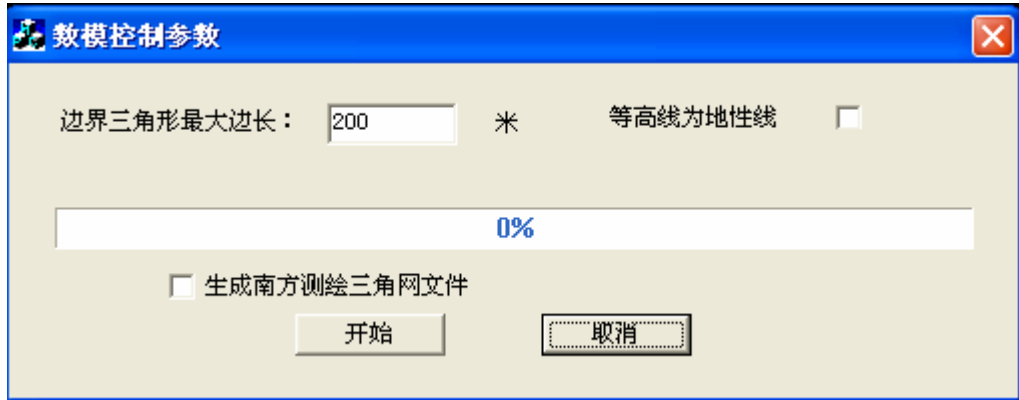 数模控制参数
边界三角形最大边长： 200 米 等高线为地性线
0%
生成南方测绘三角网文件
开始 取消